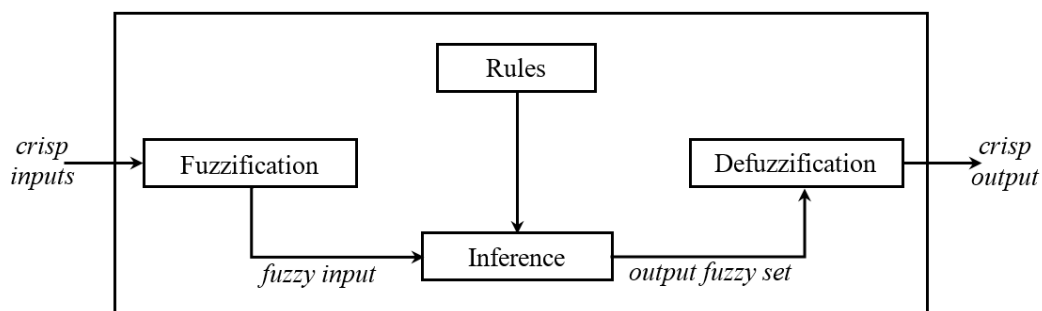 Rules
crisp
inputs
Fuzzification
Defuzzification
crisp
output
Inference
fuzzy input
output fuzzy set